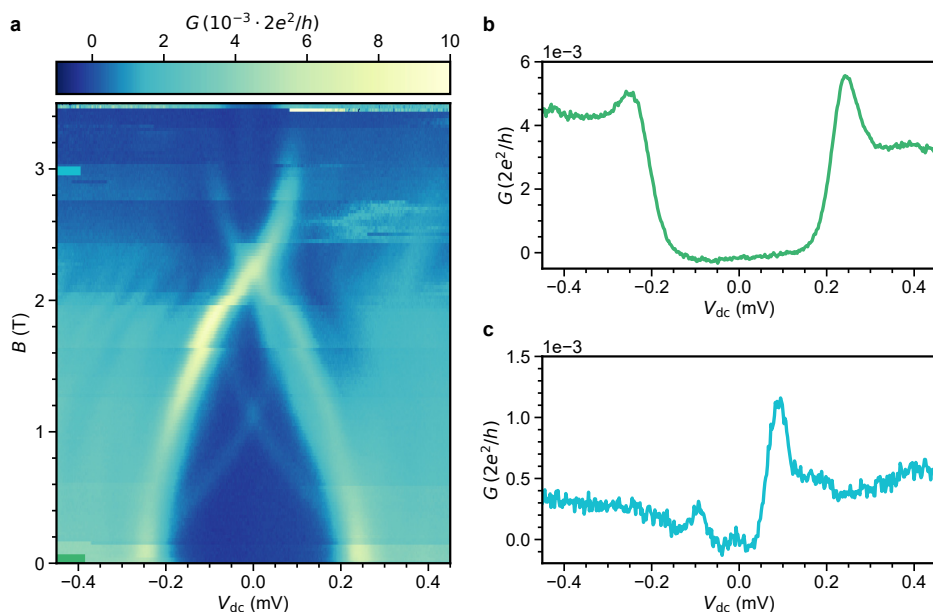 a
G (10⁻³ · 2e²/h)
0 2 4 6 8 10
B (T)
3
2
1
0
−0.4 −0.2 0.0 0.2 0.4
V_dc (mV)
b
1e−3
G (2e²/h)
6
4
2
0
−0.4 −0.2 0.0 0.2 0.4
V_dc (mV)
c
1e−3
G (2e²/h)
1.5
1.0
0.5
0.0
−0.4 −0.2 0.0 0.2 0.4
V_dc (mV)